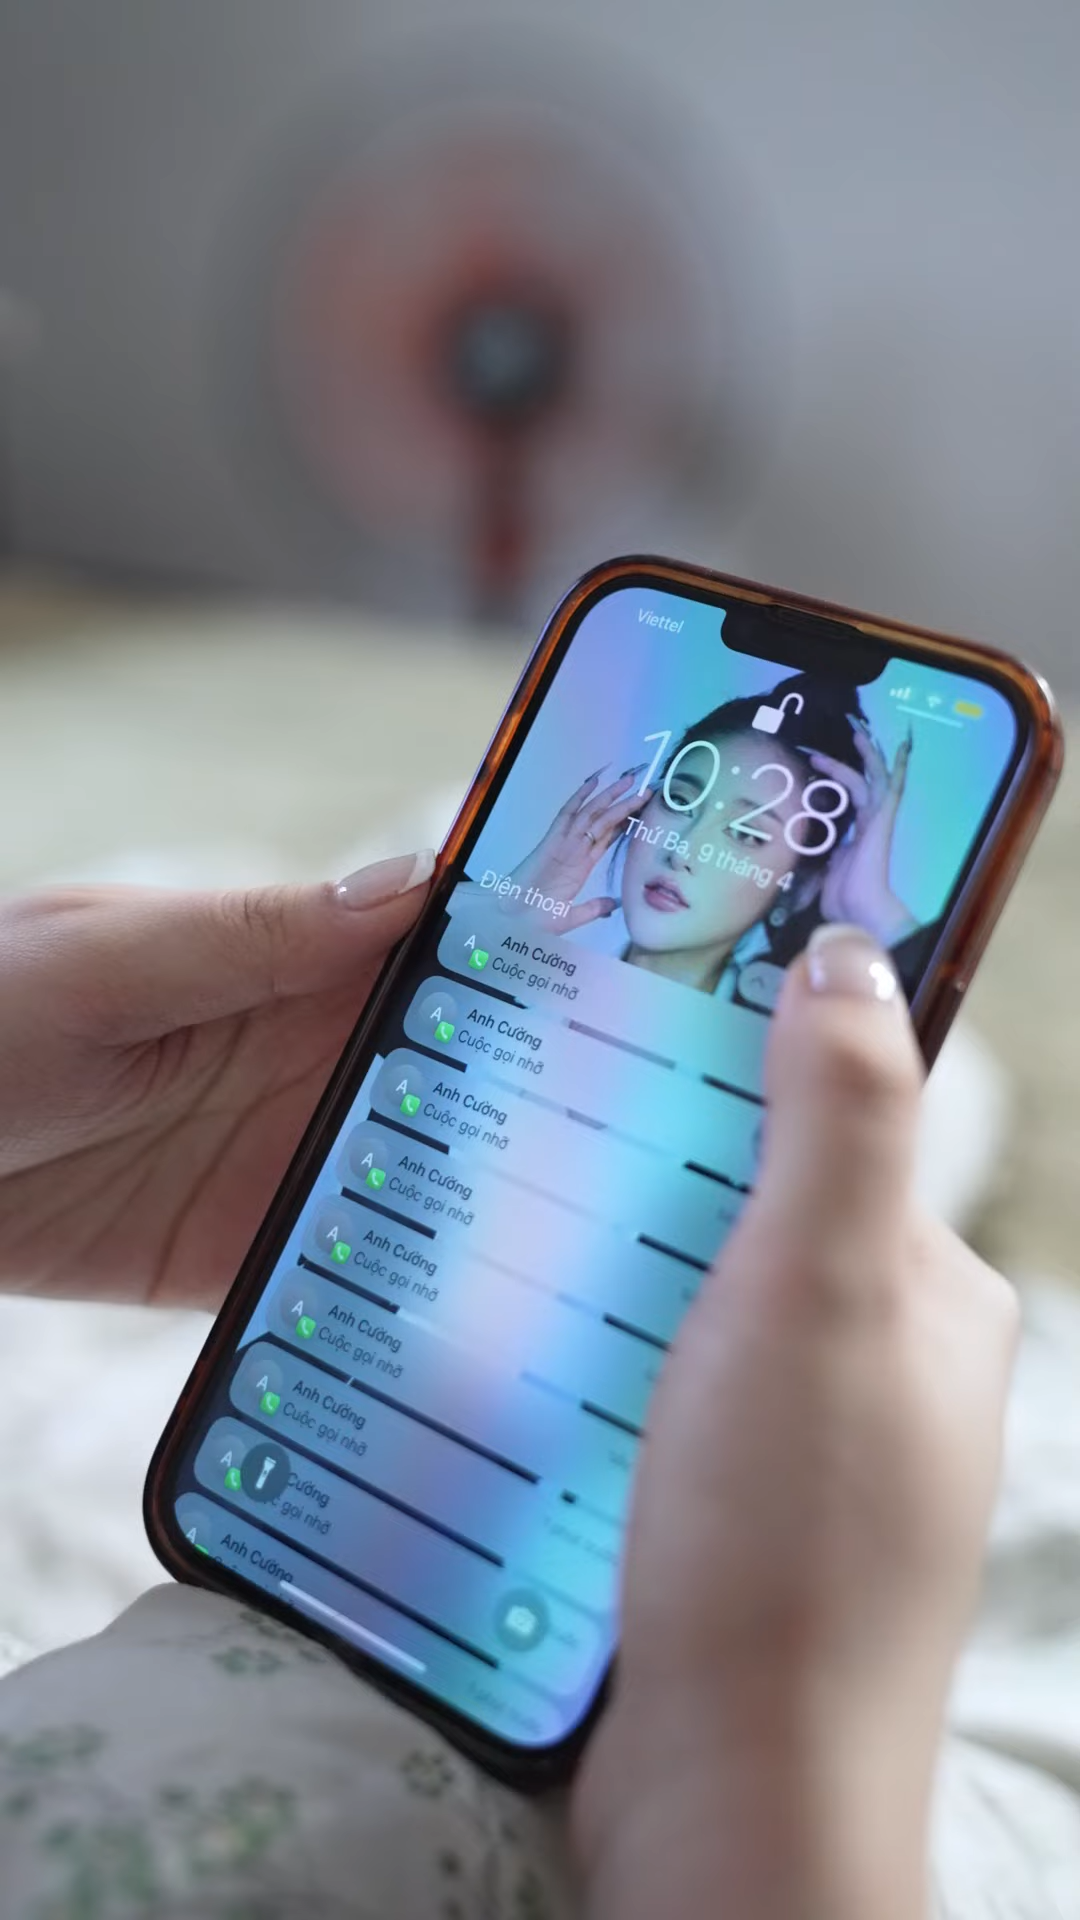 Viettel
10:28
Thứ Ba, 9 tháng 4
Điện thoại
A
Anh Cường
Cuộc gọi nhỡ
A
Anh Cường
Cuộc gọi nhỡ
A
Anh Cường
Cuộc gọi nhỡ
A
Anh Cường
Cuộc gọi nhỡ
A
Anh Cường
Cuộc gọi nhỡ
A
Anh Cường
Cuộc gọi nhỡ
A
Anh Cường
Cuộc gọi nhỡ
A
Cường
gọi nhỡ
A
Anh Cường